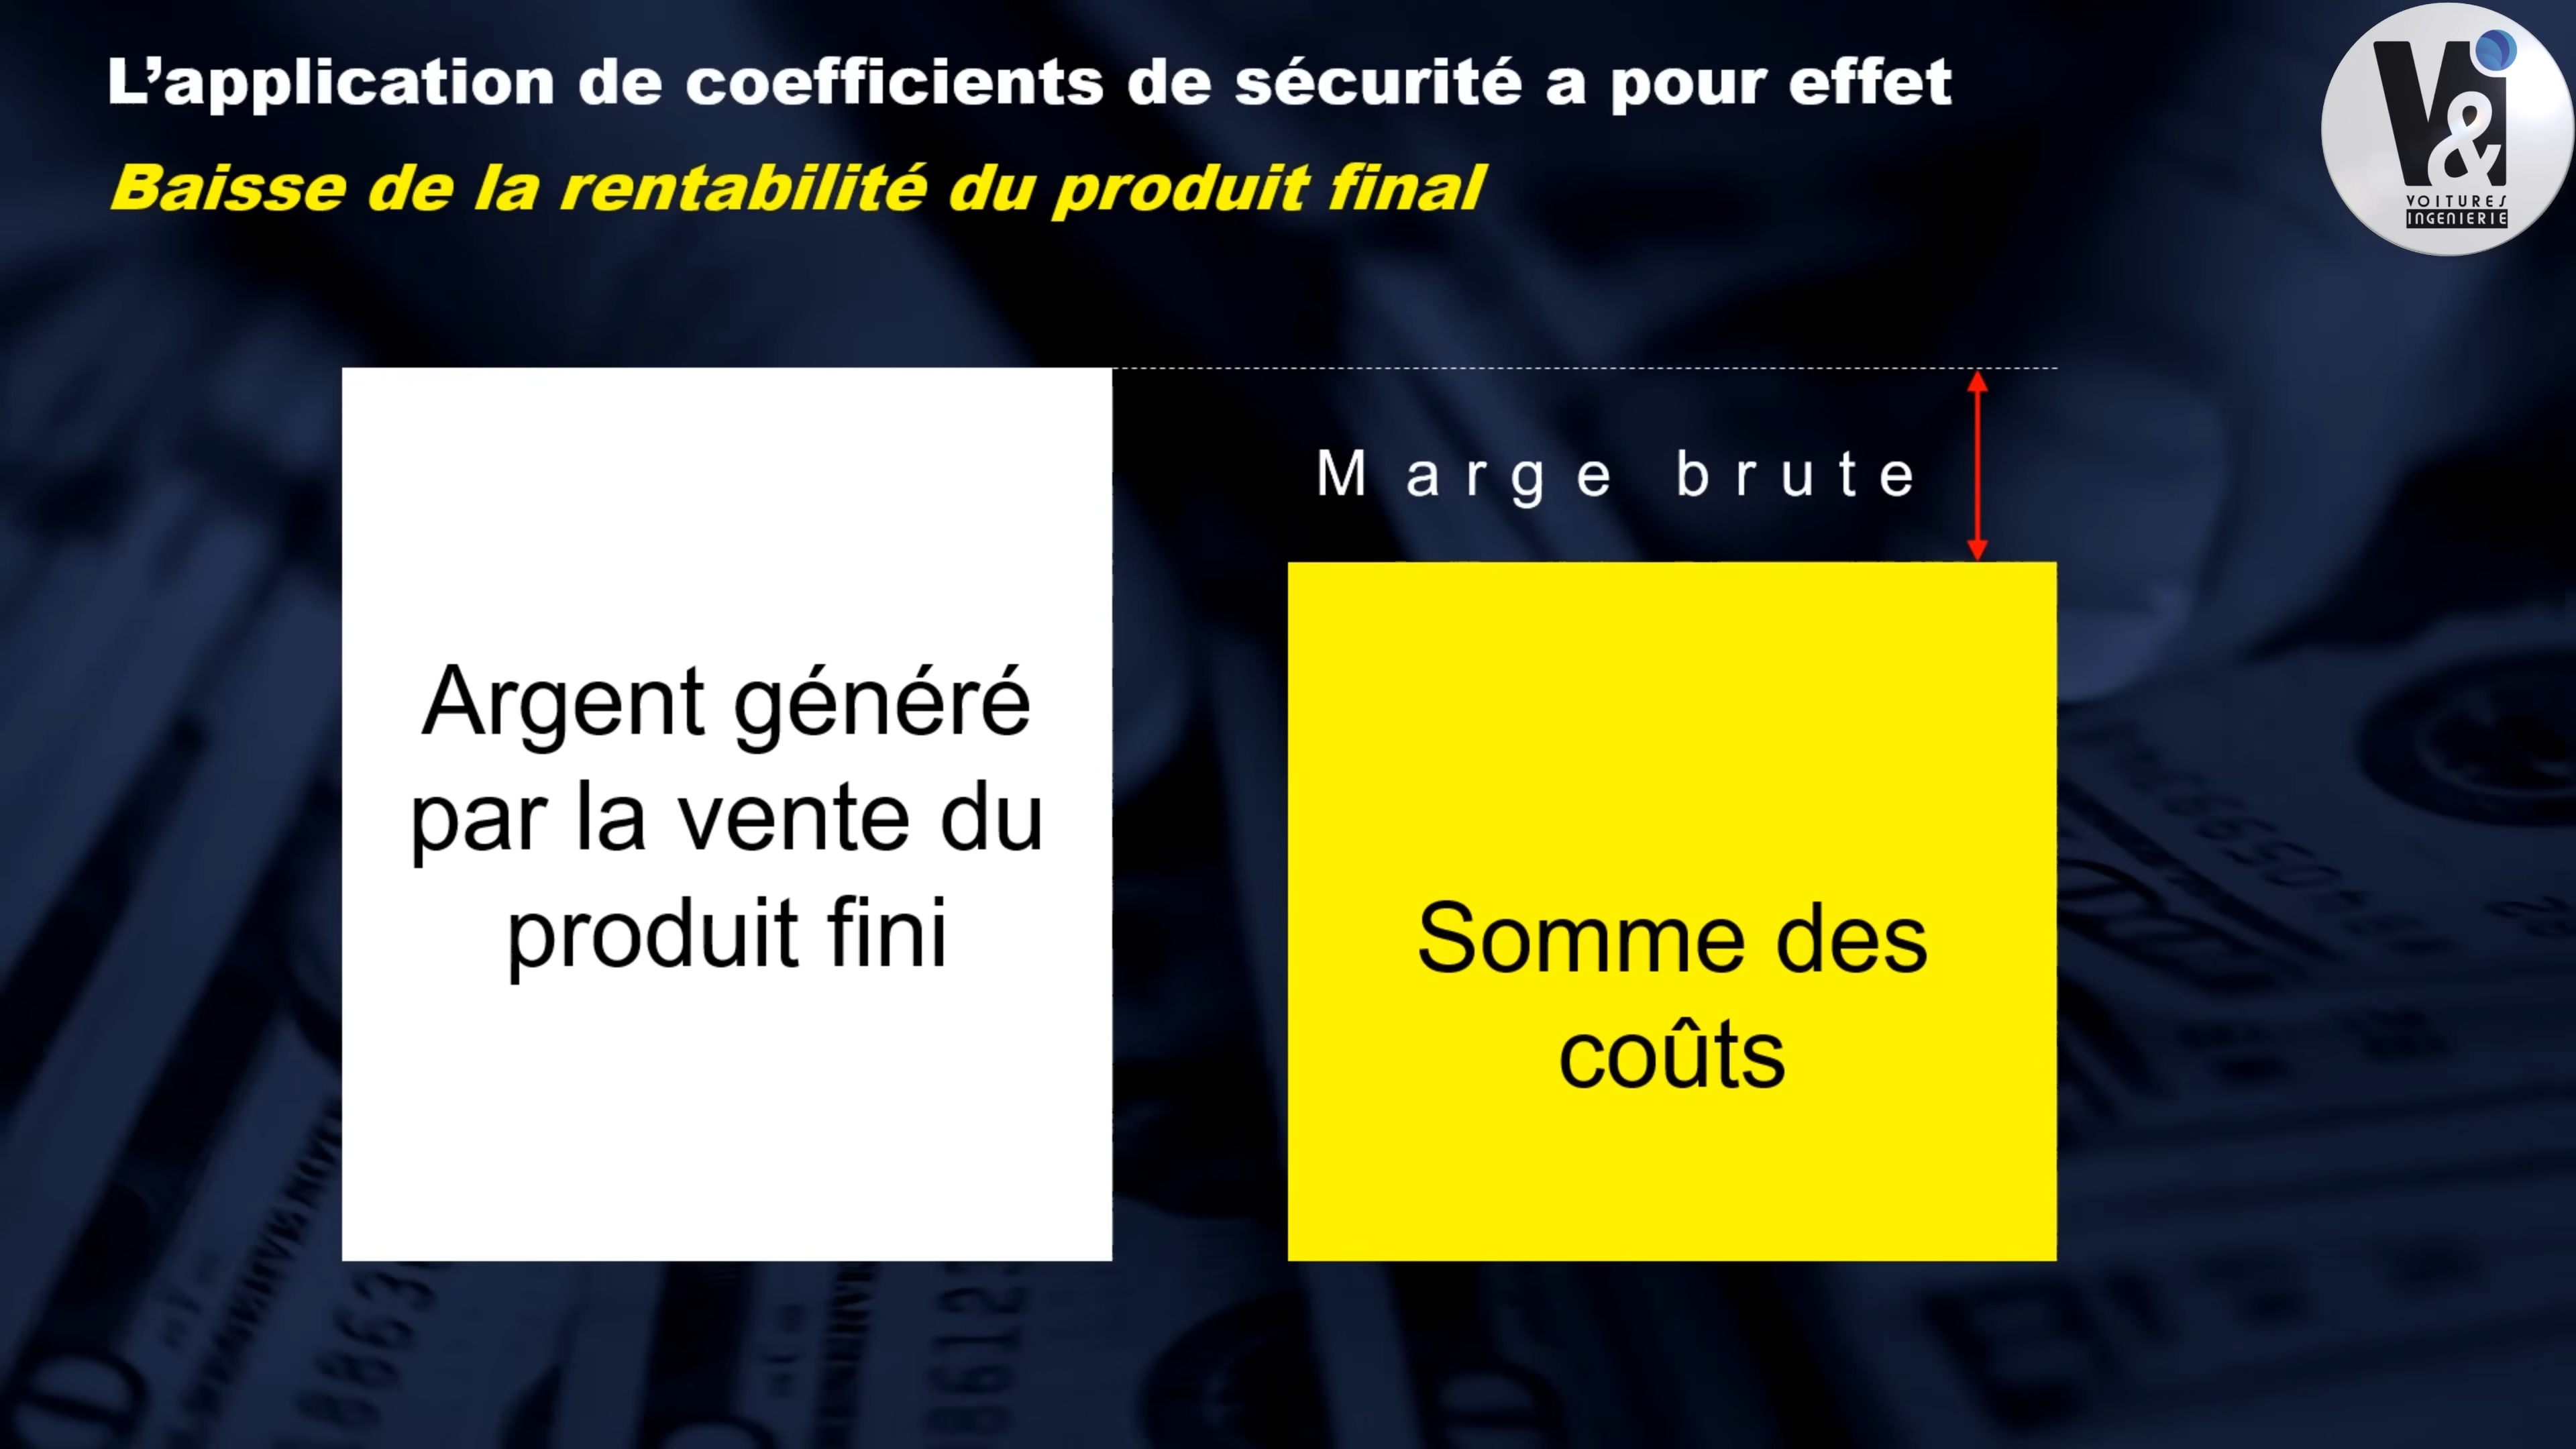 L’application de coefficients de sécurité a pour effet
Baisse de la rentabilité du produit final
V&i
VOITURES
INGENIERIE
Marge brute
Argent généré
par la vente du
produit fini
Somme des
coûts